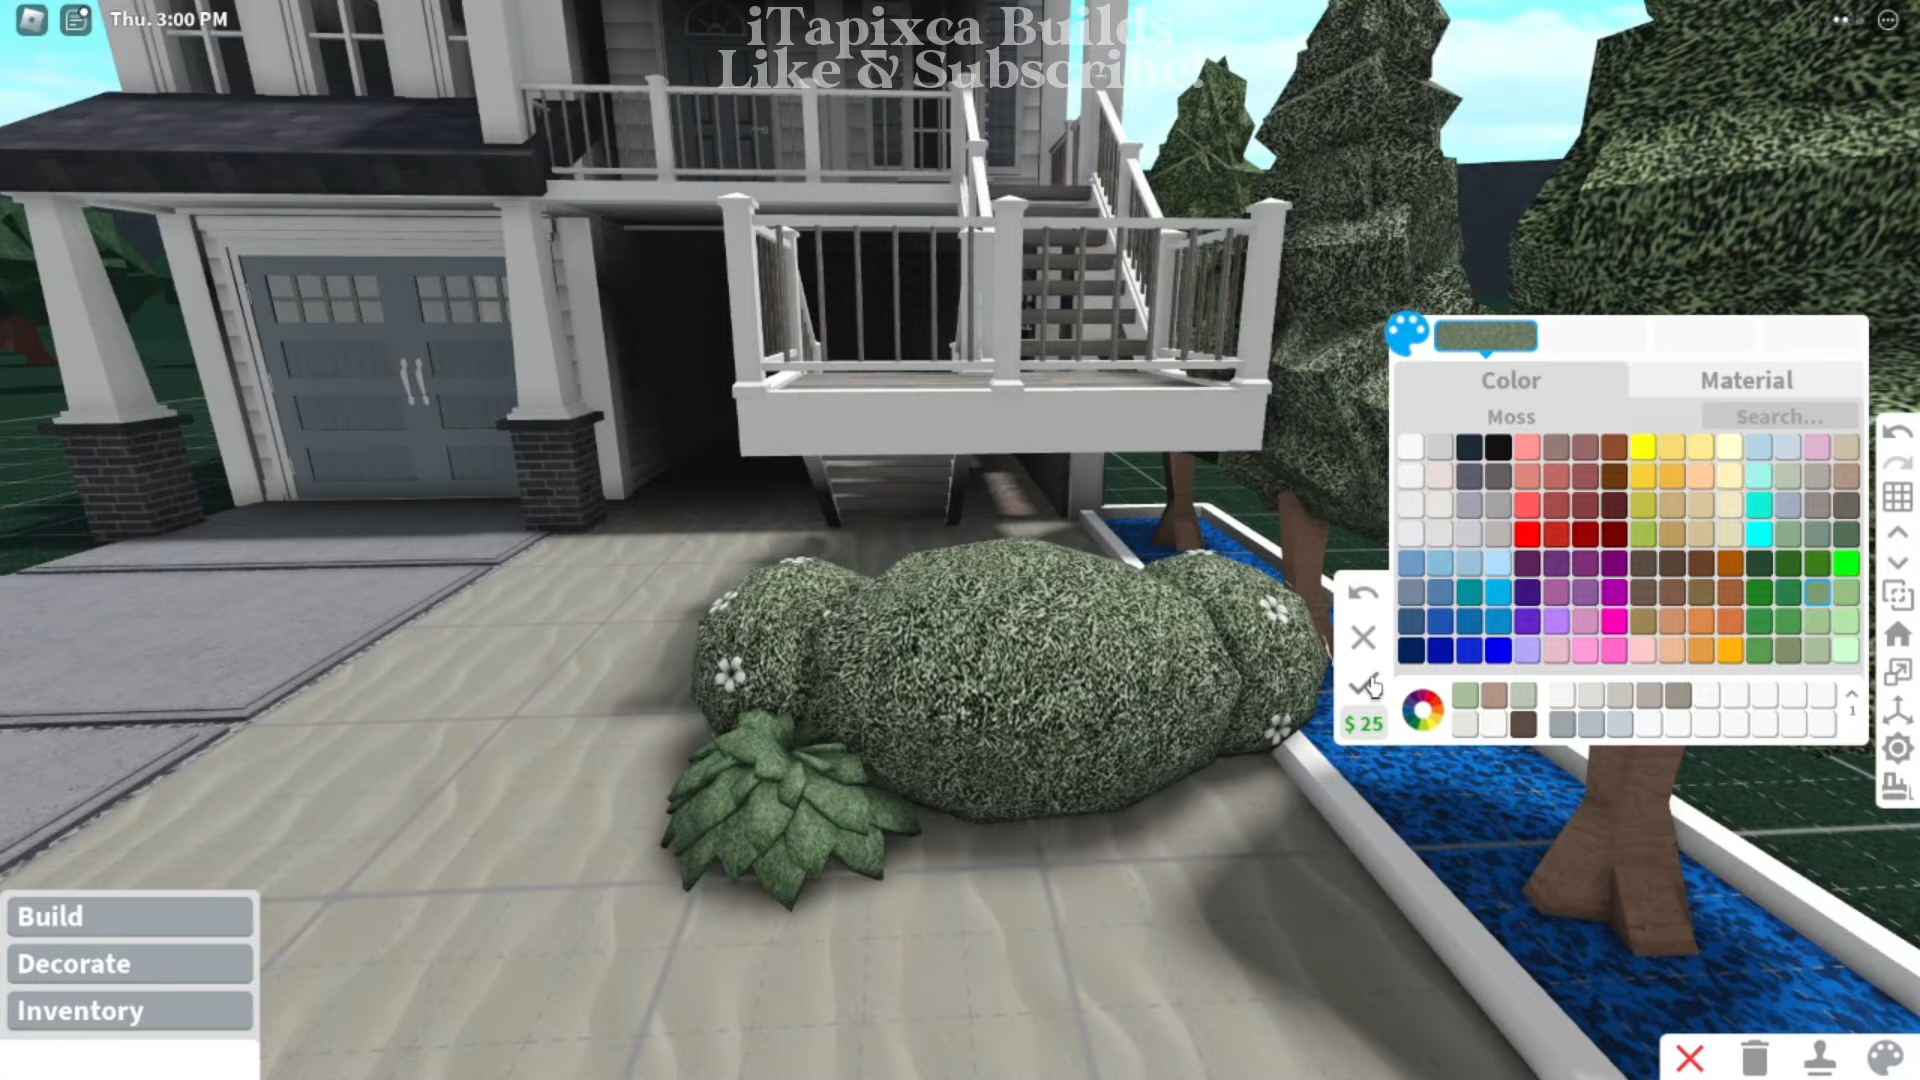 Thu. 3:00 PM
iTapixca Builds
Like & Subscribe!
Color
Material
Moss
Search...
1
$ 25
Build
Decorate
Inventory